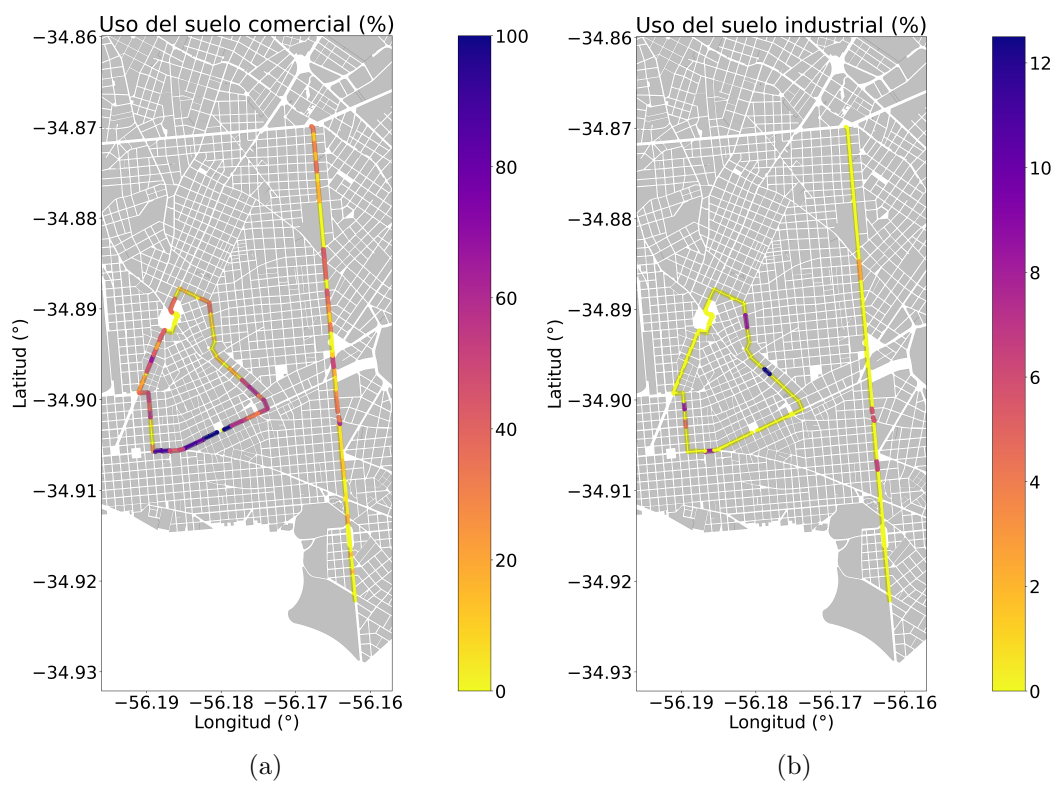 Uso del suelo comercial (%)
−34.86
−34.87
−34.88
−34.89
−34.90
−34.91
−34.92
−34.93
Latitud (°)
−56.19 −56.18 −56.17 −56.16
Longitud (°)
100
80
60
40
20
0
(a)
Uso del suelo industrial (%)
−34.86
−34.87
−34.88
−34.89
−34.90
−34.91
−34.92
−34.93
Latitud (°)
−56.19 −56.18 −56.17 −56.16
Longitud (°)
12
10
8
6
4
2
0
(b)